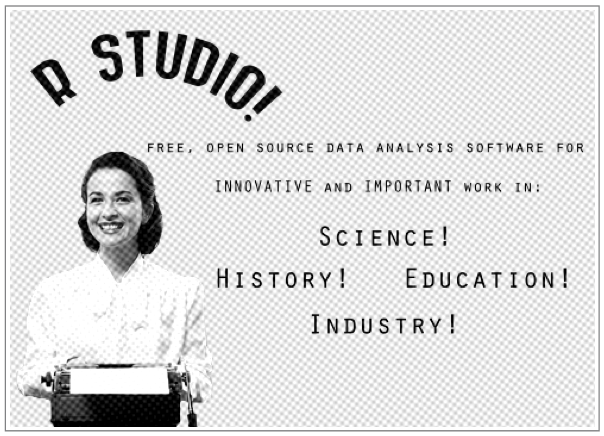 R STUDIO!
FREE, OPEN SOURCE DATA ANALYSIS SOFTWARE FOR
INNOVATIVE AND IMPORTANT WORK IN:
SCIENCE!
HISTORY! EDUCATION!
INDUSTRY!